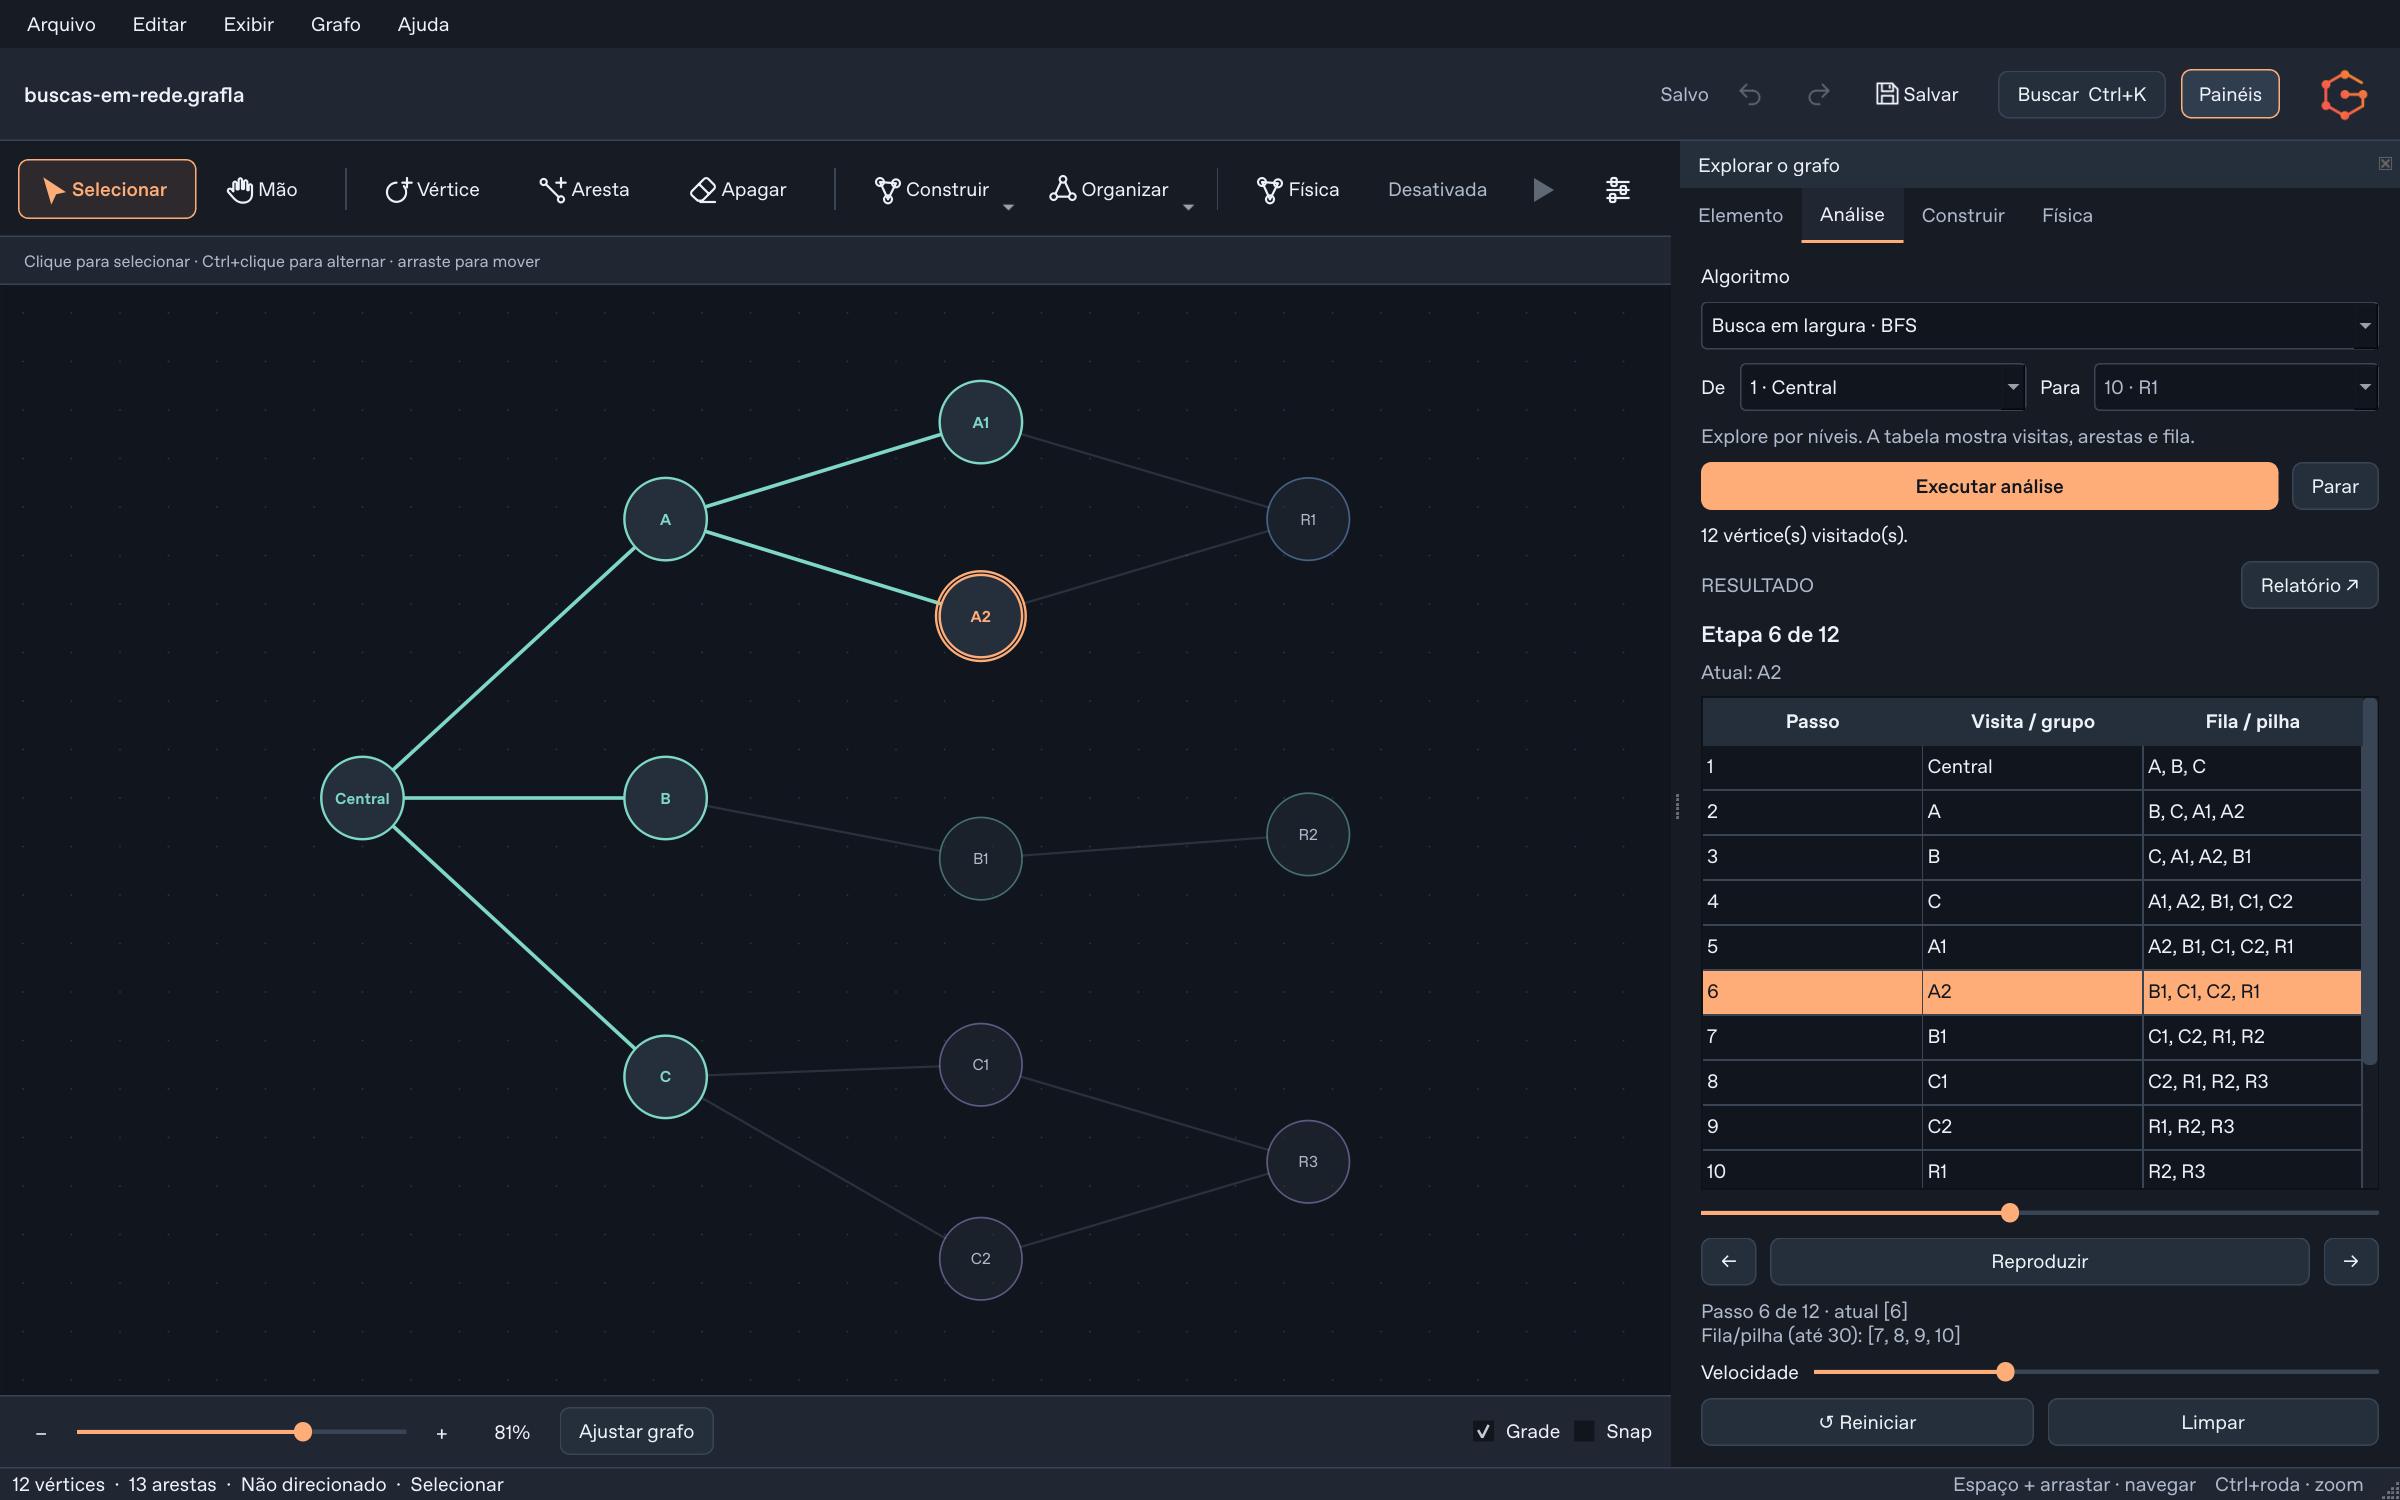 Arquivo Editar Exibir Grafo Ajuda
buscas-em-rede.grafla
Salvo Salvar Buscar Ctrl+K Painéis
Selecionar Mão Vértice Aresta Apagar Construir Organizar Física Desativada
Clique para selecionar · Ctrl+clique para alternar · arraste para mover
A1
A
R1
A2
Central
B
B1
R2
C
C1
R3
C2
− + 81% Ajustar grafo Grade Snap
12 vértices · 13 arestas · Não direcionado · Selecionar
Explorar o grafo
Elemento Análise Construir Física
Algoritmo
Busca em largura · BFS
De 1 · Central Para 10 · R1
Explore por níveis. A tabela mostra visitas, arestas e fila.
Executar análise Parar
12 vértice(s) visitado(s).
RESULTADO Relatório ↗
Etapa 6 de 12
Atual: A2
Passo Visita / grupo Fila / pilha
1 Central A, B, C
2 A B, C, A1, A2
3 B C, A1, A2, B1
4 C A1, A2, B1, C1, C2
5 A1 A2, B1, C1, C2, R1
6 A2 B1, C1, C2, R1
7 B1 C1, C2, R1, R2
8 C1 C2, R1, R2, R3
9 C2 R1, R2, R3
10 R1 R2, R3
← Reproduzir →
Passo 6 de 12 · atual [6]
Fila/pilha (até 30): [7, 8, 9, 10]
Velocidade
↺ Reiniciar Limpar
Espaço + arrastar · navegar Ctrl+roda · zoom